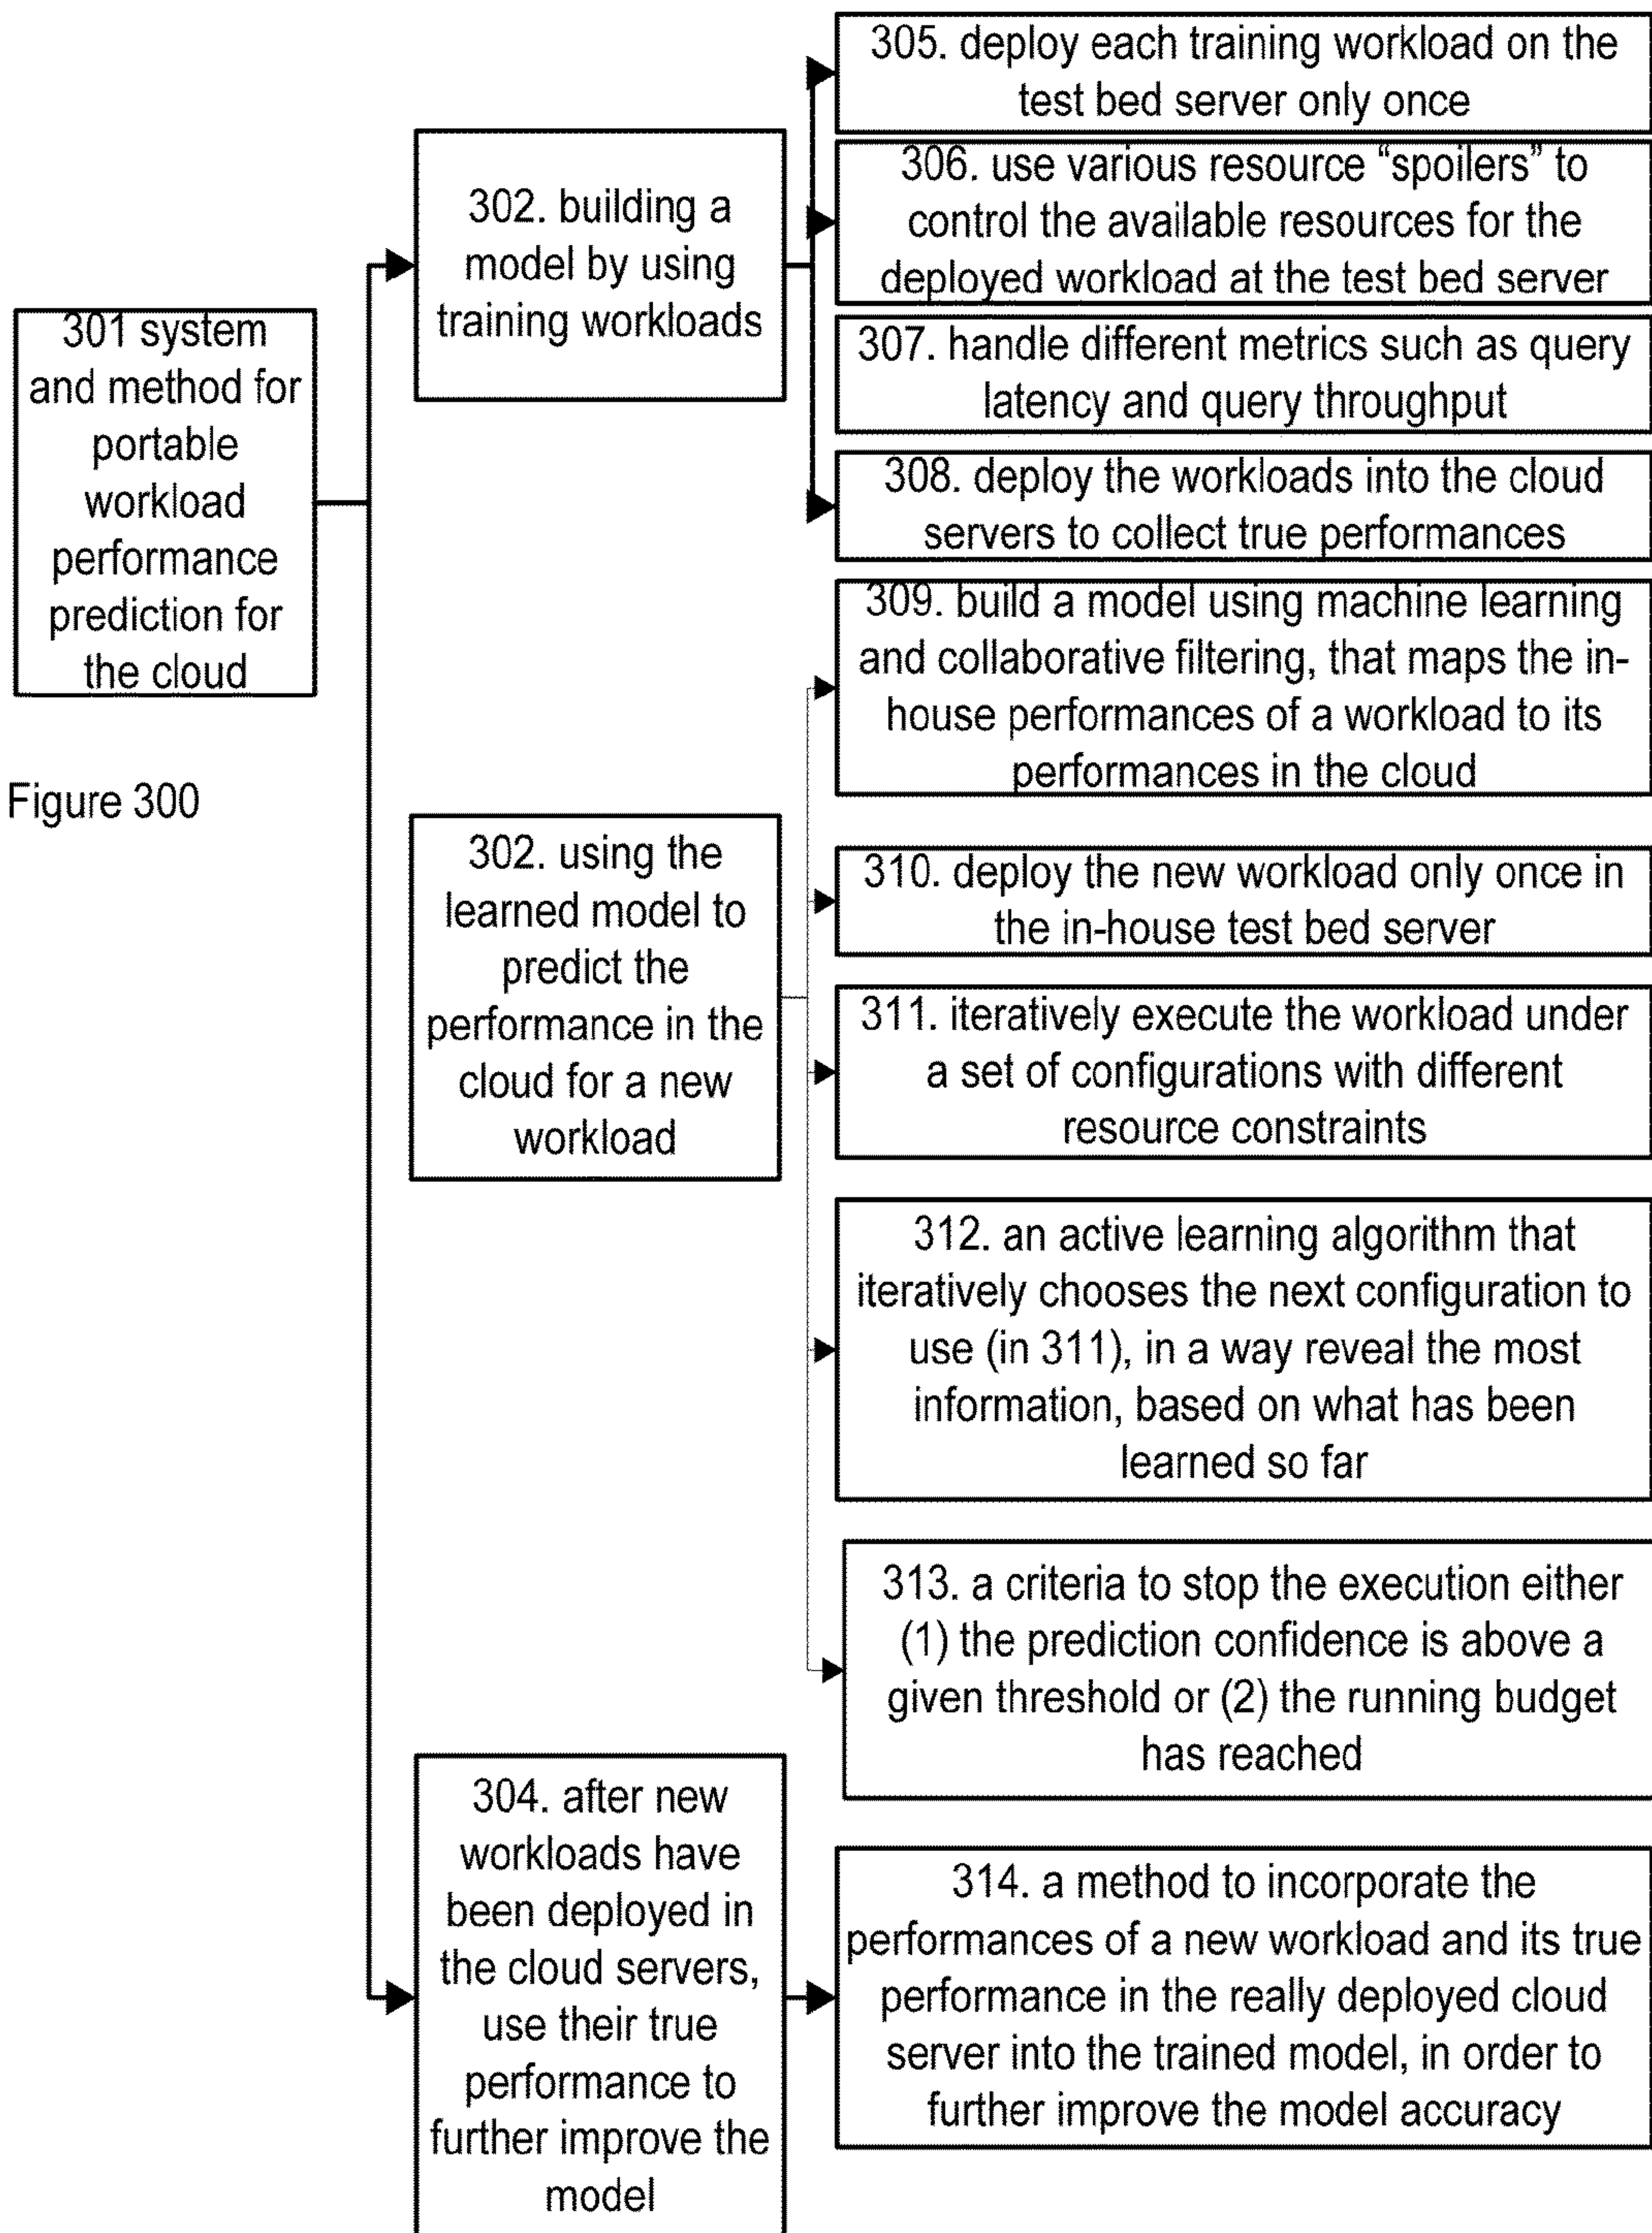 301 system
and method for
portable
workload
performance
prediction for
the cloud
Figure 300
302. building a
model by using
training workloads
305. deploy each training workload on the
test bed server only once
306. use various resource “spoilers” to
control the available resources for the
deployed workload at the test bed server
307. handle different metrics such as query
latency and query throughput
308. deploy the workloads into the cloud
servers to collect true performances
302. using the
learned model to
predict the
performance in the
cloud for a new
workload
309. build a model using machine learning
and collaborative filtering, that maps the in-
house performances of a workload to its
performances in the cloud
310. deploy the new workload only once in
the in-house test bed server
311. iteratively execute the workload under
a set of configurations with different
resource constraints
312. an active learning algorithm that
iteratively chooses the next configuration to
use (in 311), in a way reveal the most
information, based on what has been
learned so far
313. a criteria to stop the execution either
(1) the prediction confidence is above a
given threshold or (2) the running budget
has reached
304. after new
workloads have
been deployed in
the cloud servers,
use their true
performance to
further improve the
model
314. a method to incorporate the
performances of a new workload and its true
performance in the really deployed cloud
server into the trained model, in order to
further improve the model accuracy